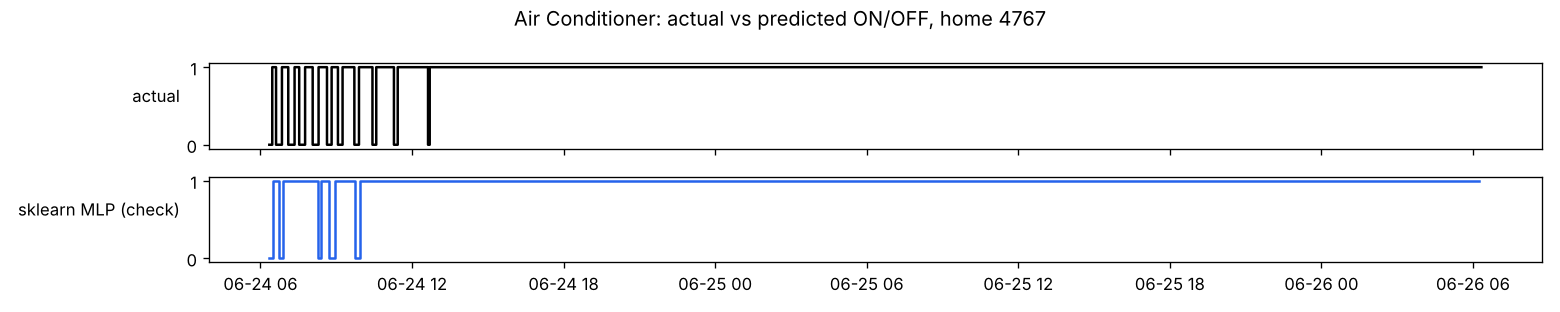 Air Conditioner: actual vs predicted ON/OFF, home 4767
1
actual
0
1
sklearn MLP (check)
0
06-24 06 06-24 12 06-24 18 06-25 00 06-25 06 06-25 12 06-25 18 06-26 00 06-26 06